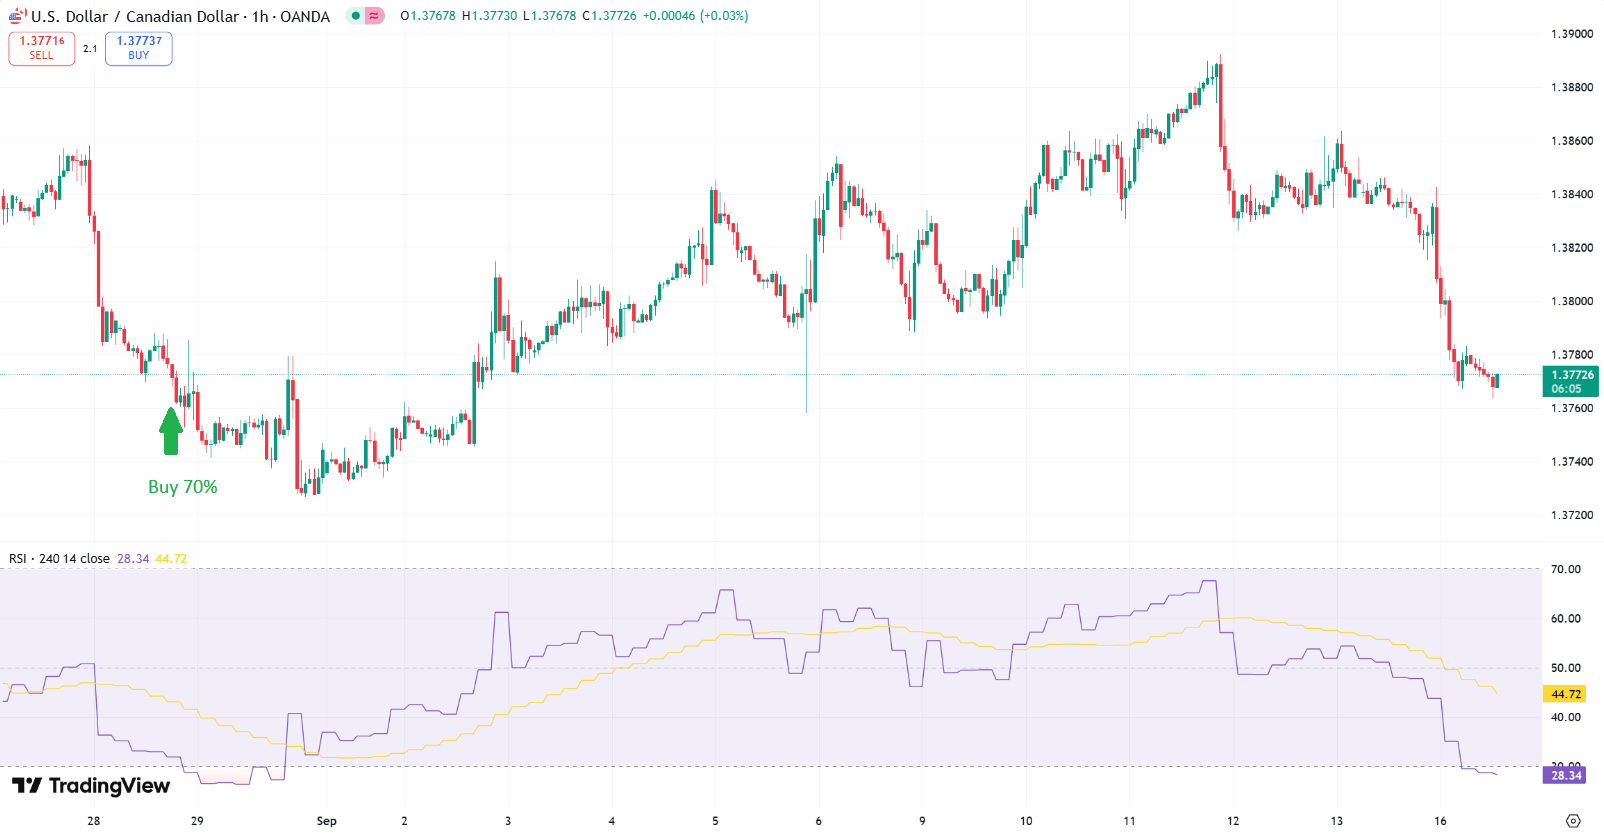 U.S. Dollar / Canadian Dollar · 1h · OANDA
O1.37678 H1.37730 L1.37678 C1.37726 +0.00046 (+0.03%)
1.37716
SELL
2.1
1.37737
BUY
1.39000
1.38800
1.38600
1.38400
1.38200
1.38000
1.37800
1.37726
06:05
1.37600
1.37400
1.37200
Buy 70%
RSI · 240 14 close 28.34 44.72
70.00
60.00
50.00
44.72
40.00
30.00
28.34
TradingView
28 29 Sep 2 3 4 5 6 9 10 11 12 13 16